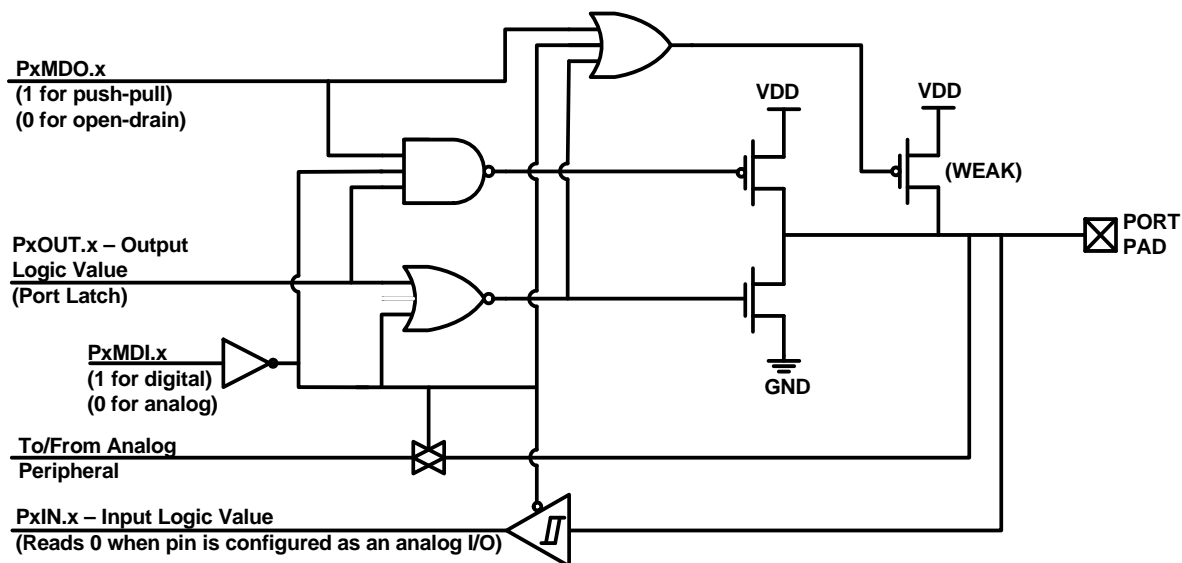 PxMDO.x
(1 for push-pull)
(0 for open-drain)
VDD
VDD
(WEAK)
PORT
PAD
PxOUT.x – Output
Logic Value
(Port Latch)
PxMDI.x
(1 for digital)
(0 for analog)
GND
To/From Analog
Peripheral
PxIN.x – Input Logic Value
(Reads 0 when pin is configured as an analog I/O)